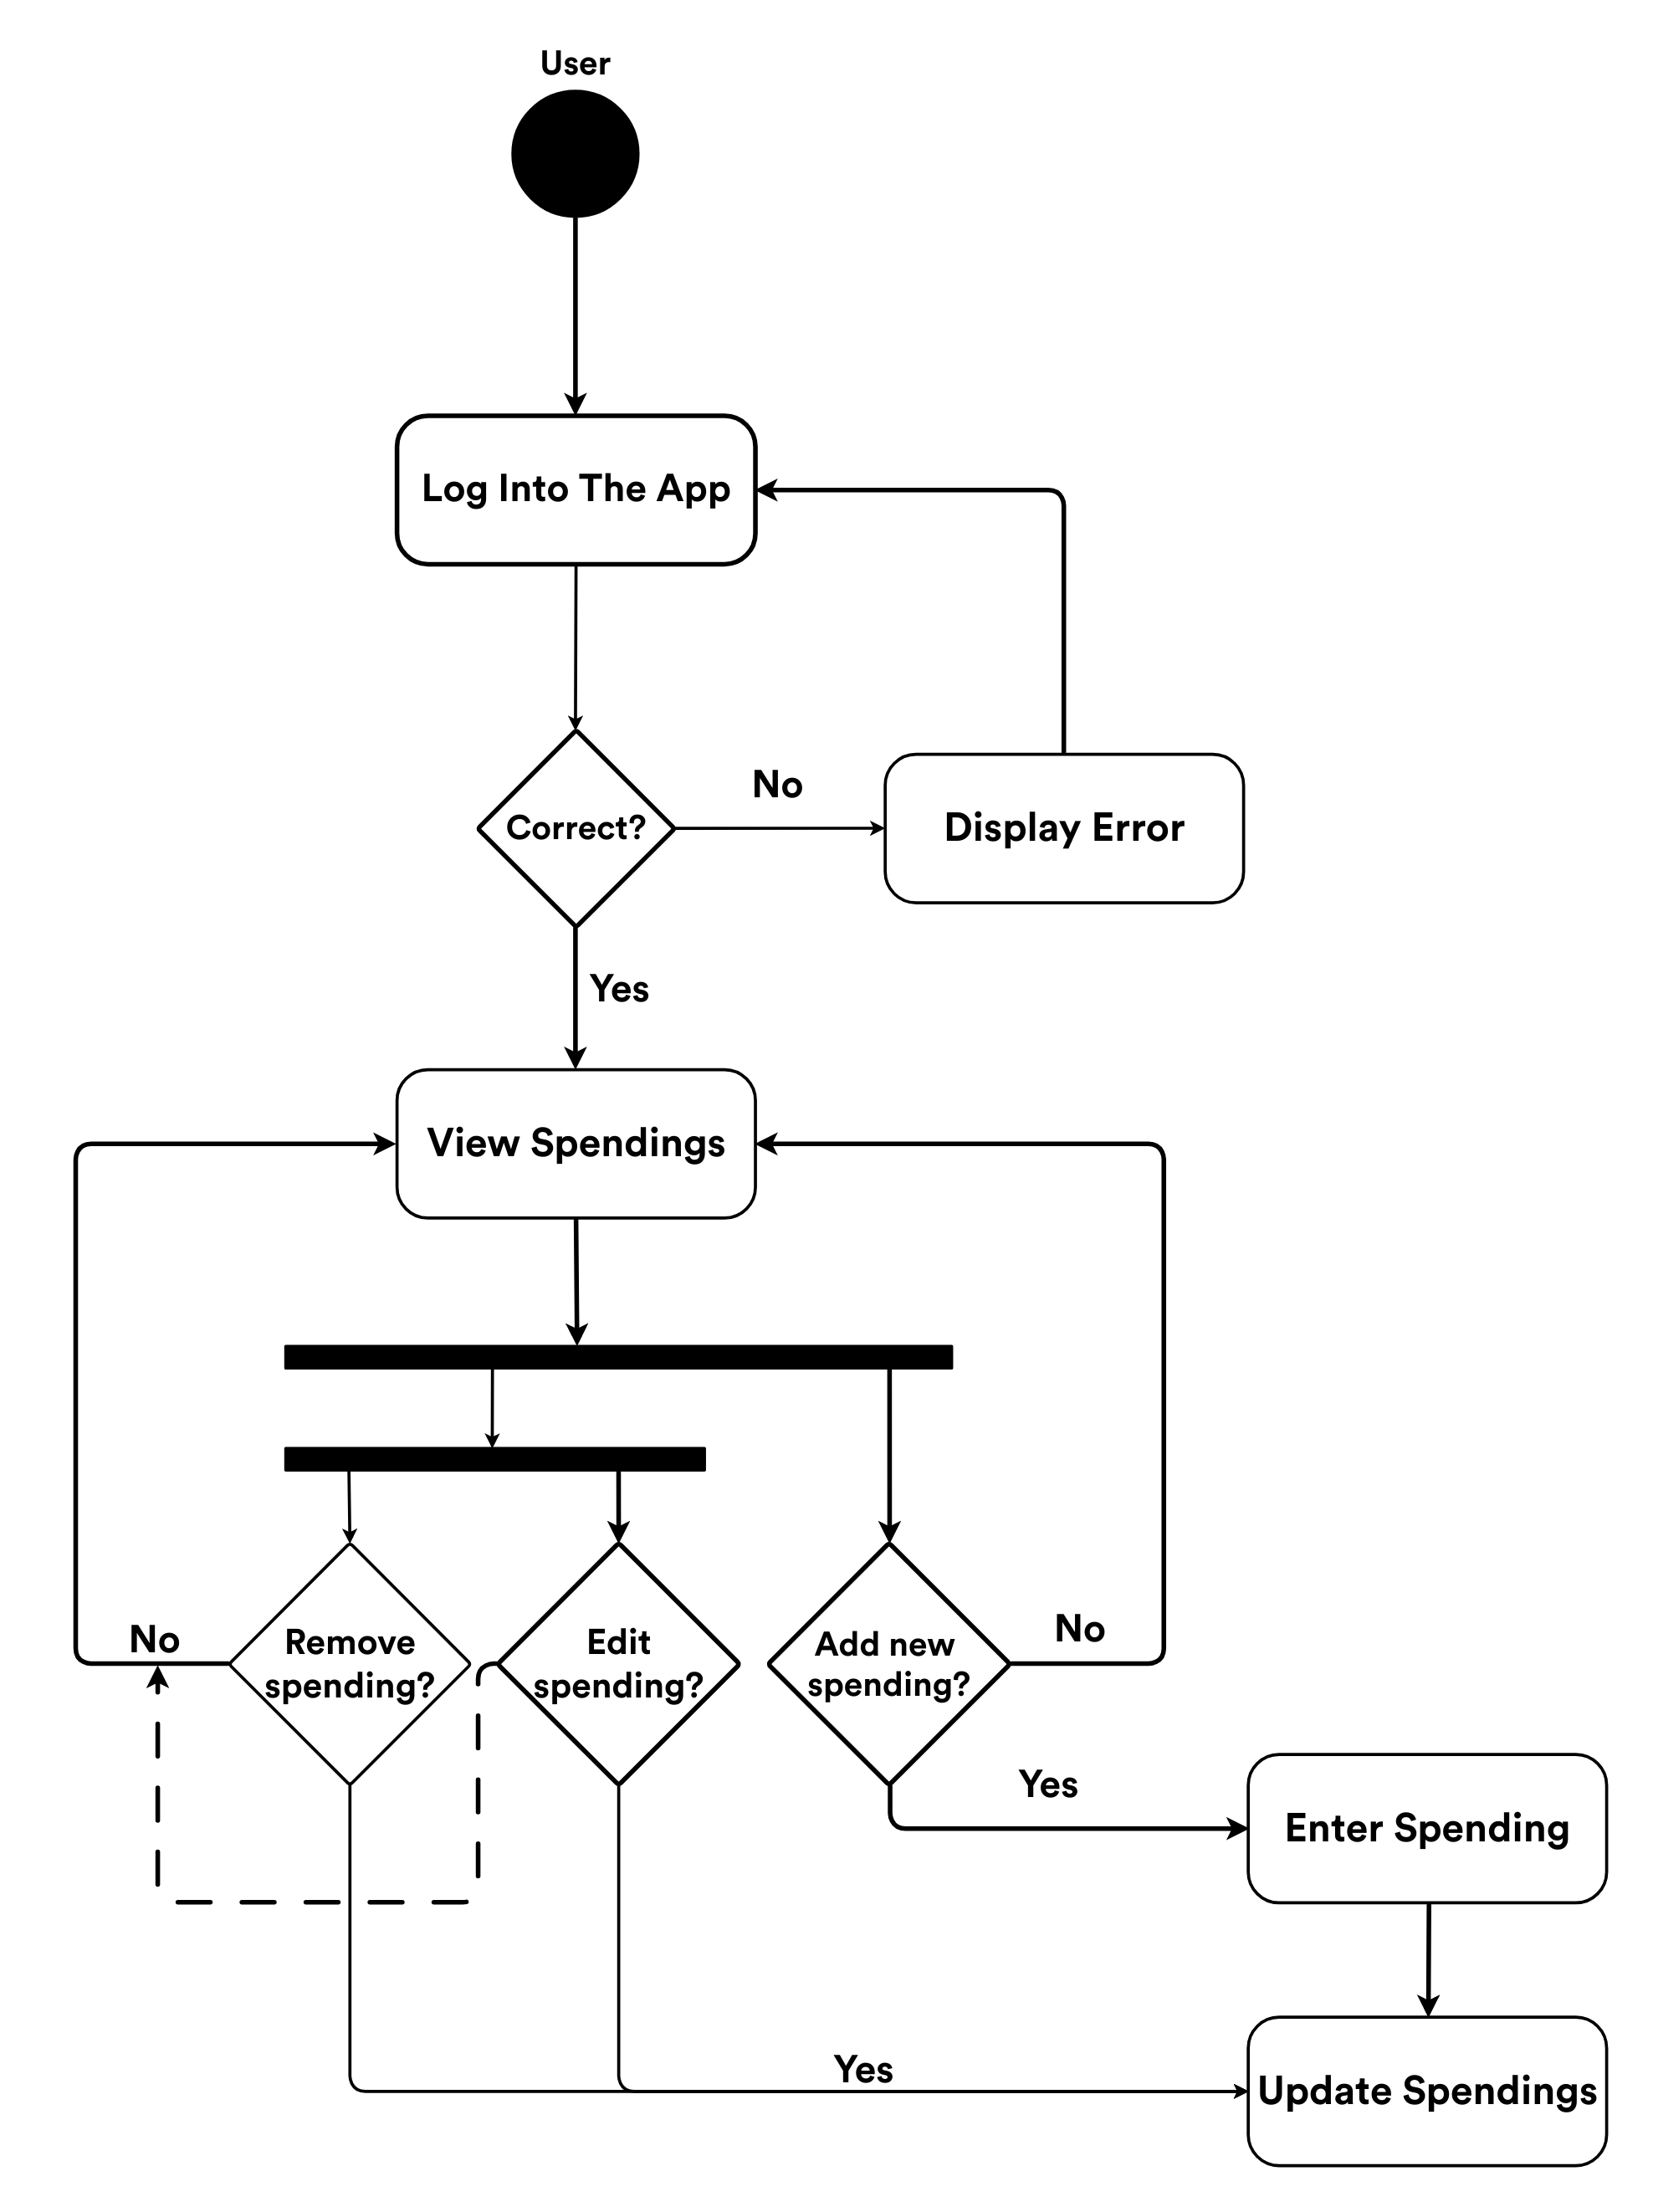 User
Log Into The App
Correct?
No
Display Error
Yes
View Spendings
No
Remove
spending?
Edit
spending?
Add new
spending?
No
Yes
Enter Spending
Yes
Update Spendings